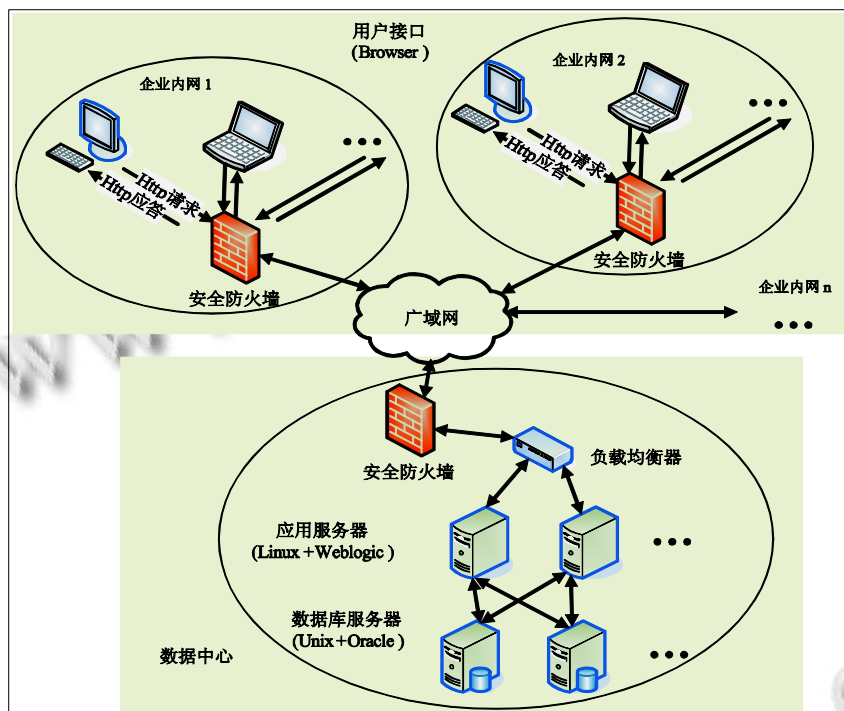 用户接口
(Browser)
企业内网 1
Http请求
Http应答
安全防火墙
企业内网 2
Http请求
Http应答
安全防火墙
企业内网 n
广域网
安全防火墙
负载均衡器
应用服务器
(Linux +Weblogic )
数据库服务器
(Unix +Oracle )
数据中心